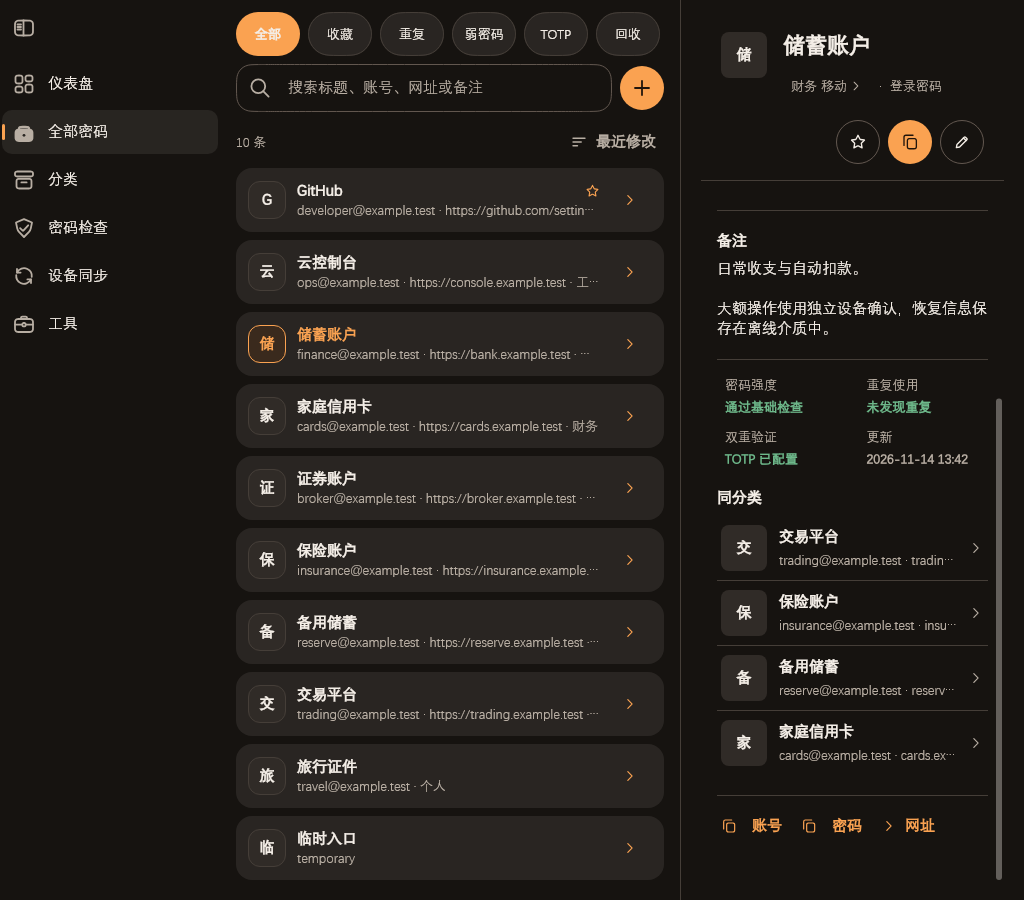 仪表盘
全部密码
分类
密码检查
设备同步
工具
全部 收藏 重复 弱密码 TOTP 回收
搜索标题、账号、网址或备注
10 条 最近修改
G GitHub
developer@example.test · https://github.com/settin···
云 云控制台
ops@example.test · https://console.example.test · 工···
储 储蓄账户
finance@example.test · https://bank.example.test · ···
家 家庭信用卡
cards@example.test · https://cards.example.test · 财务
证 证券账户
broker@example.test · https://broker.example.test · ···
保 保险账户
insurance@example.test · https://insurance.example.···
备 备用储蓄
reserve@example.test · https://reserve.example.test ····
交 交易平台
trading@example.test · https://trading.example.test ····
旅 旅行证件
travel@example.test · 个人
临 临时入口
temporary
储 储蓄账户
财务 移动 · 登录密码
备注
日常收支与自动扣款。
大额操作使用独立设备确认，恢复信息保
存在离线介质中。
密码强度 重复使用
通过基础检查 未发现重复
双重验证 更新
TOTP 已配置 2026-11-14 13:42
同分类
交 交易平台
trading@example.test · tradin···
保 保险账户
insurance@example.test · insu···
备 备用储蓄
reserve@example.test · reserv···
家 家庭信用卡
cards@example.test · cards.ex···
账号 密码 网址